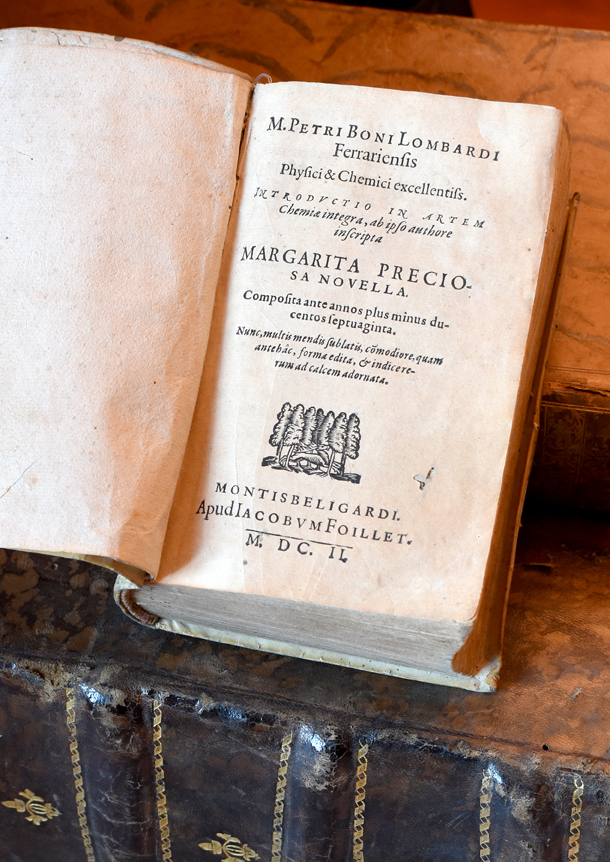 M. PETRI BONI LOMBARDI
Ferrariensis
Physici & Chemici excellentiss.
INTRODVCTIO IN ARTEM
Chemiæ integra, ab ipso authore
inscripta
MARGARITA PRECIO-
SA NOVELLA.
Composita ante annos plus minus du-
centos septuaginta.
Nunc, multis mendis sublatis, cõmodiore, quam
antehâc, forma edita, & indice re-
rum ad calcem adornata.
MONTISBELIGARDI.
Apud IACOBVM FOILLET.
M. DC. II.